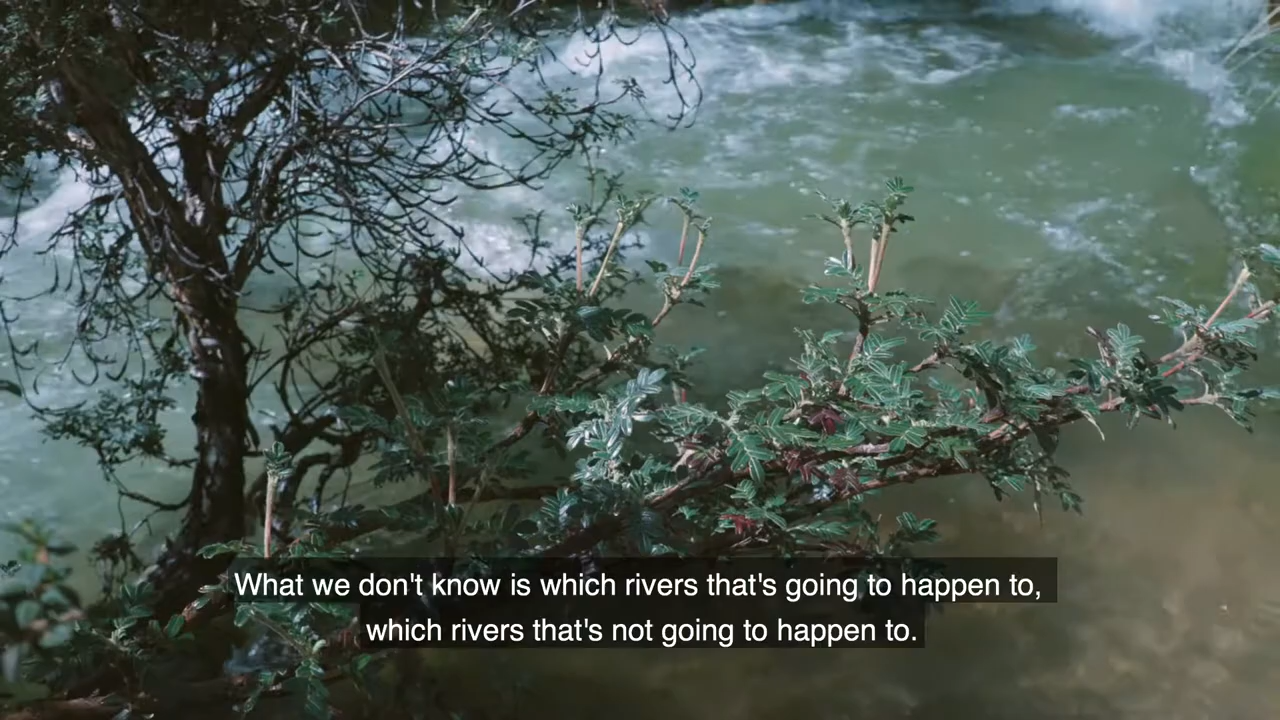 What we don't know is which rivers that's going to happen to,
which rivers that's not going to happen to.